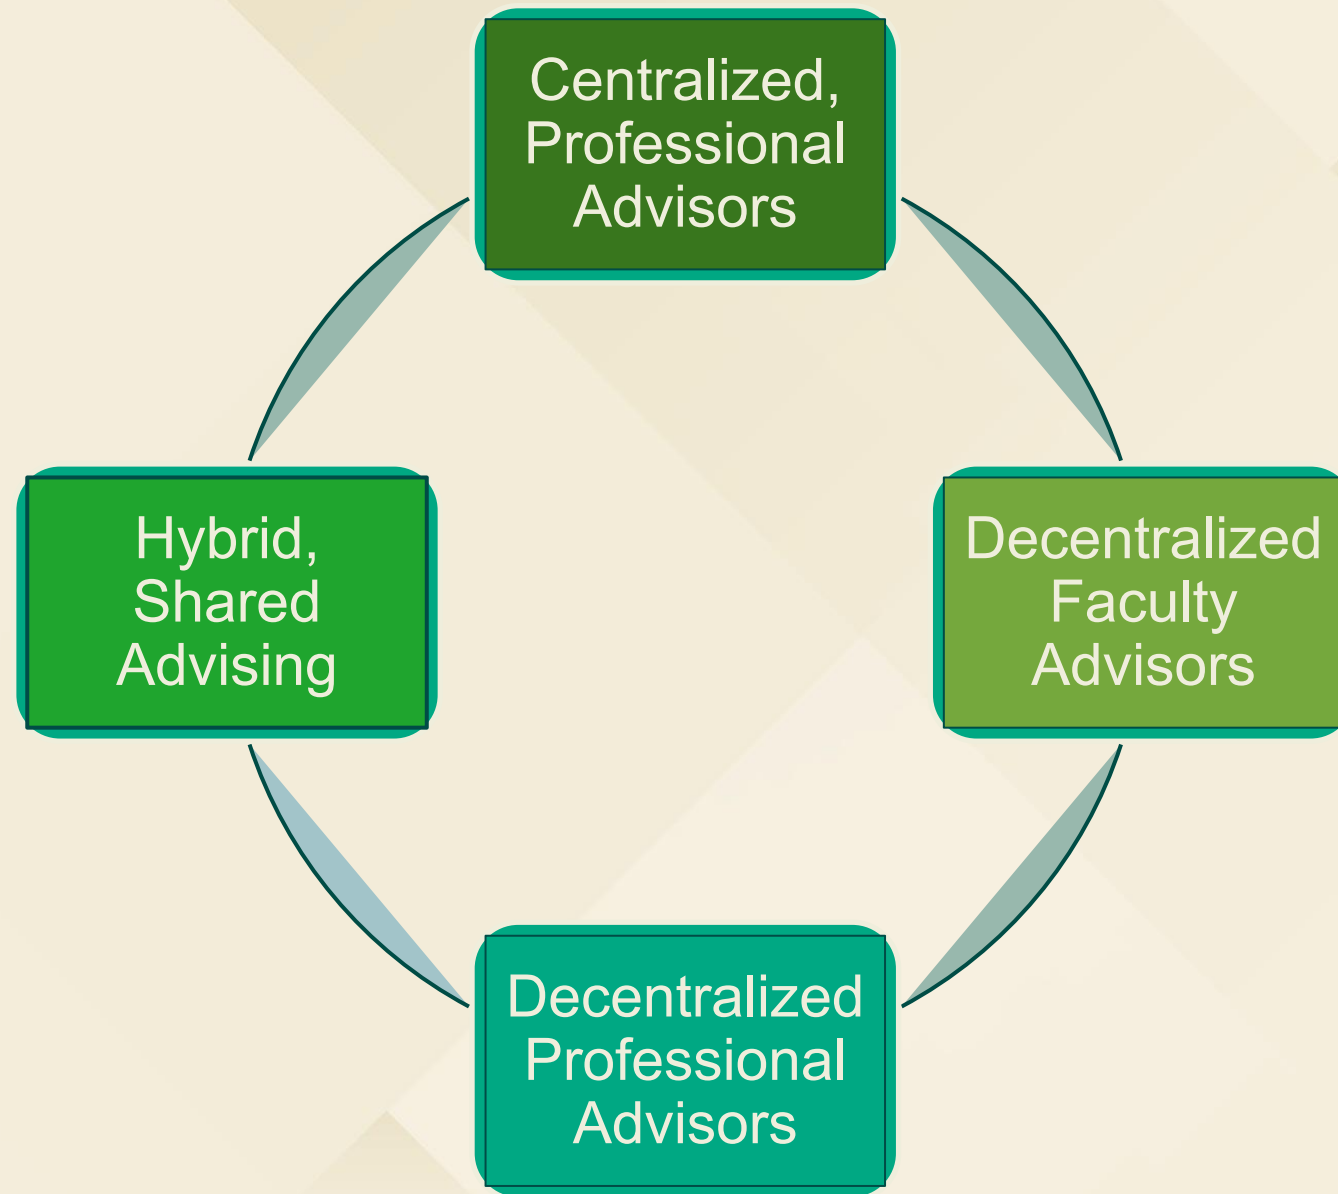 Centralized,
Professional
Advisors
Hybrid,
Shared
Advising
Decentralized
Faculty
Advisors
Decentralized
Professional
Advisors